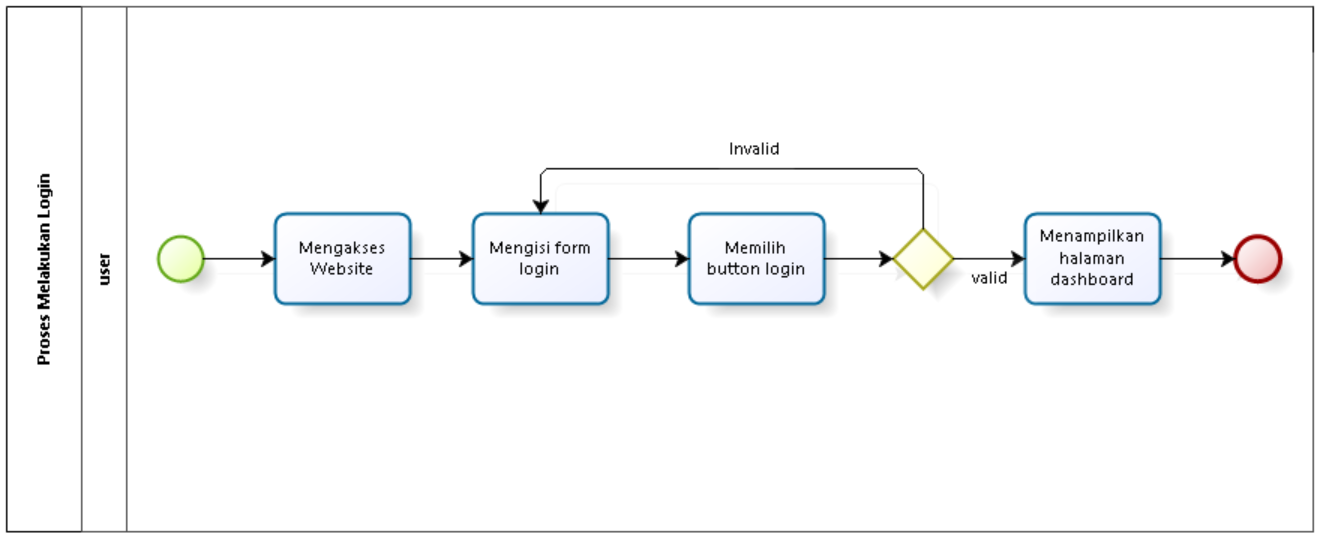 Proses Melakukan Login
user
Invalid
Mengakses
Website
Mengisi form
login
Memilih
button login
valid
Menampilkan
halaman
dashboard